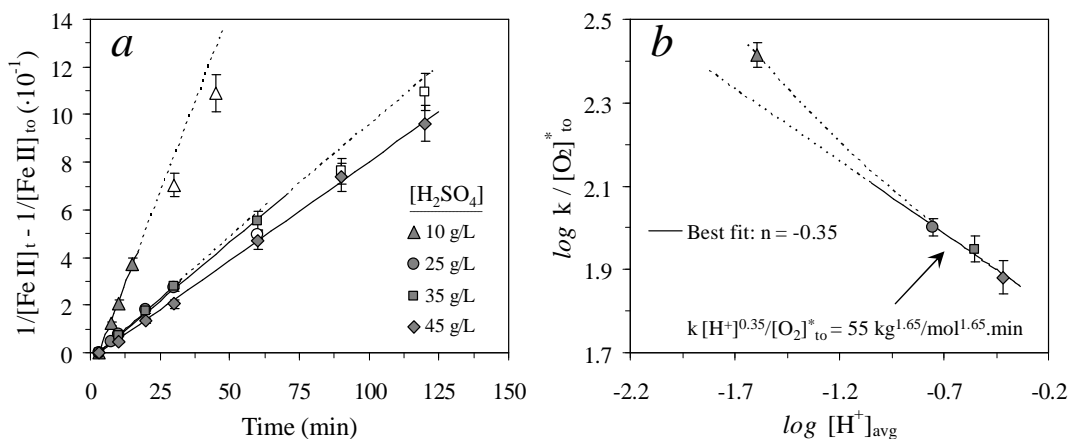 a
1/[Fe II]t - 1/[Fe II]to (·10-1)
14
12
10
8
6
4
2
0
0 25 50 75 100 125 150
Time (min)
[H2SO4]
10 g/L
25 g/L
35 g/L
45 g/L
b
log k / [O2]*to
2.5
2.3
2.1
1.9
1.7
-2.2 -1.7 -1.2 -0.7 -0.2
log [H+]avg
Best fit: n = -0.35
k [H+]0.35/[O2]*to = 55 kg1.65/mol1.65.min